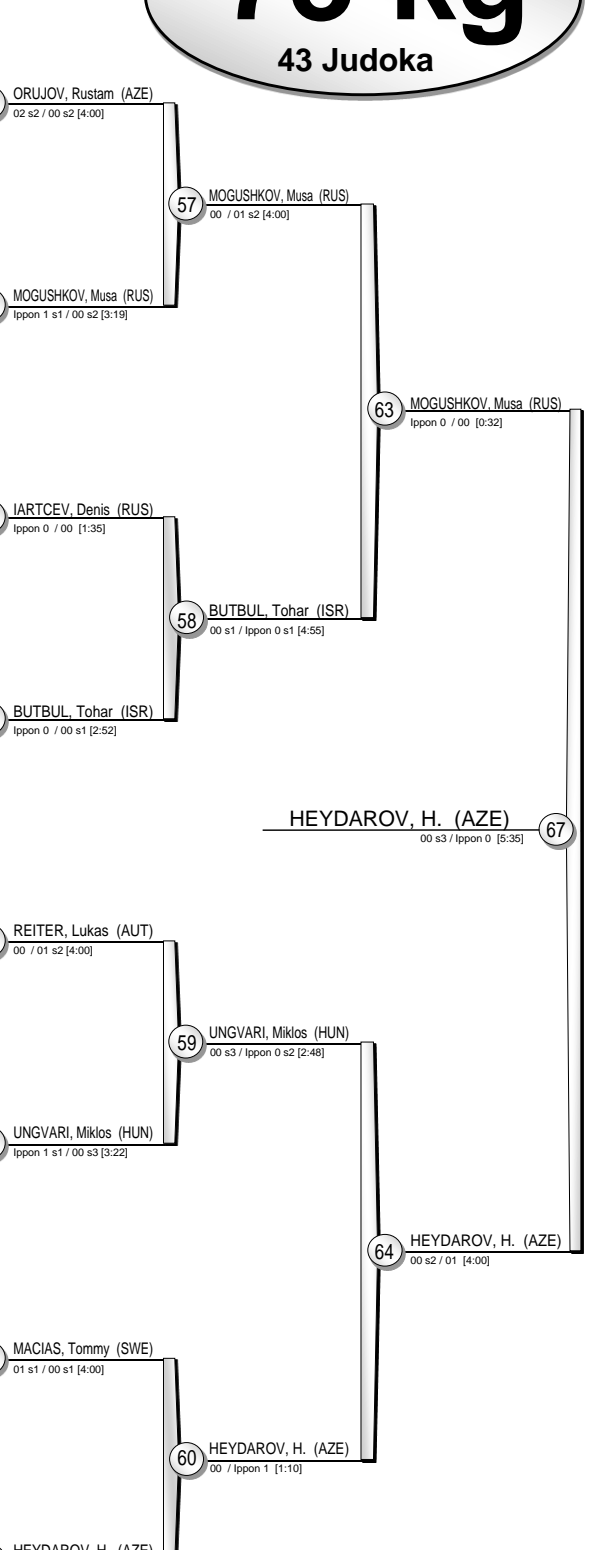 43 Judoka
ORUJOV, Rustam (AZE)
02 s2 / 00 s2 [4:00]
57
MOGUSHKOV, Musa (RUS)
00 / 01 s2 [4:00]
MOGUSHKOV, Musa (RUS)
Ippon 1 s1 / 00 s2 [3:19]
63
MOGUSHKOV, Musa (RUS)
Ippon 0 / 00 [0:32]
IARTCEV, Denis (RUS)
Ippon 0 / 00 [1:35]
58
BUTBUL, Tohar (ISR)
00 s1 / Ippon 0 s1 [4:55]
BUTBUL, Tohar (ISR)
Ippon 0 / 00 s1 [2:52]
HEYDAROV, H. (AZE)
67
00 s3 / Ippon 0 [5:35]
REITER, Lukas (AUT)
00 / 01 s2 [4:00]
59
UNGVARI, Miklos (HUN)
00 s3 / Ippon 0 s2 [2:48]
UNGVARI, Miklos (HUN)
Ippon 1 s1 / 00 s3 [3:22]
64
HEYDAROV, H. (AZE)
00 s2 / 01 [4:00]
MACIAS, Tommy (SWE)
01 s1 / 00 s1 [4:00]
60
HEYDAROV, H. (AZE)
00 / Ippon 1 [1:10]
HEYDAROV, H. (AZE)